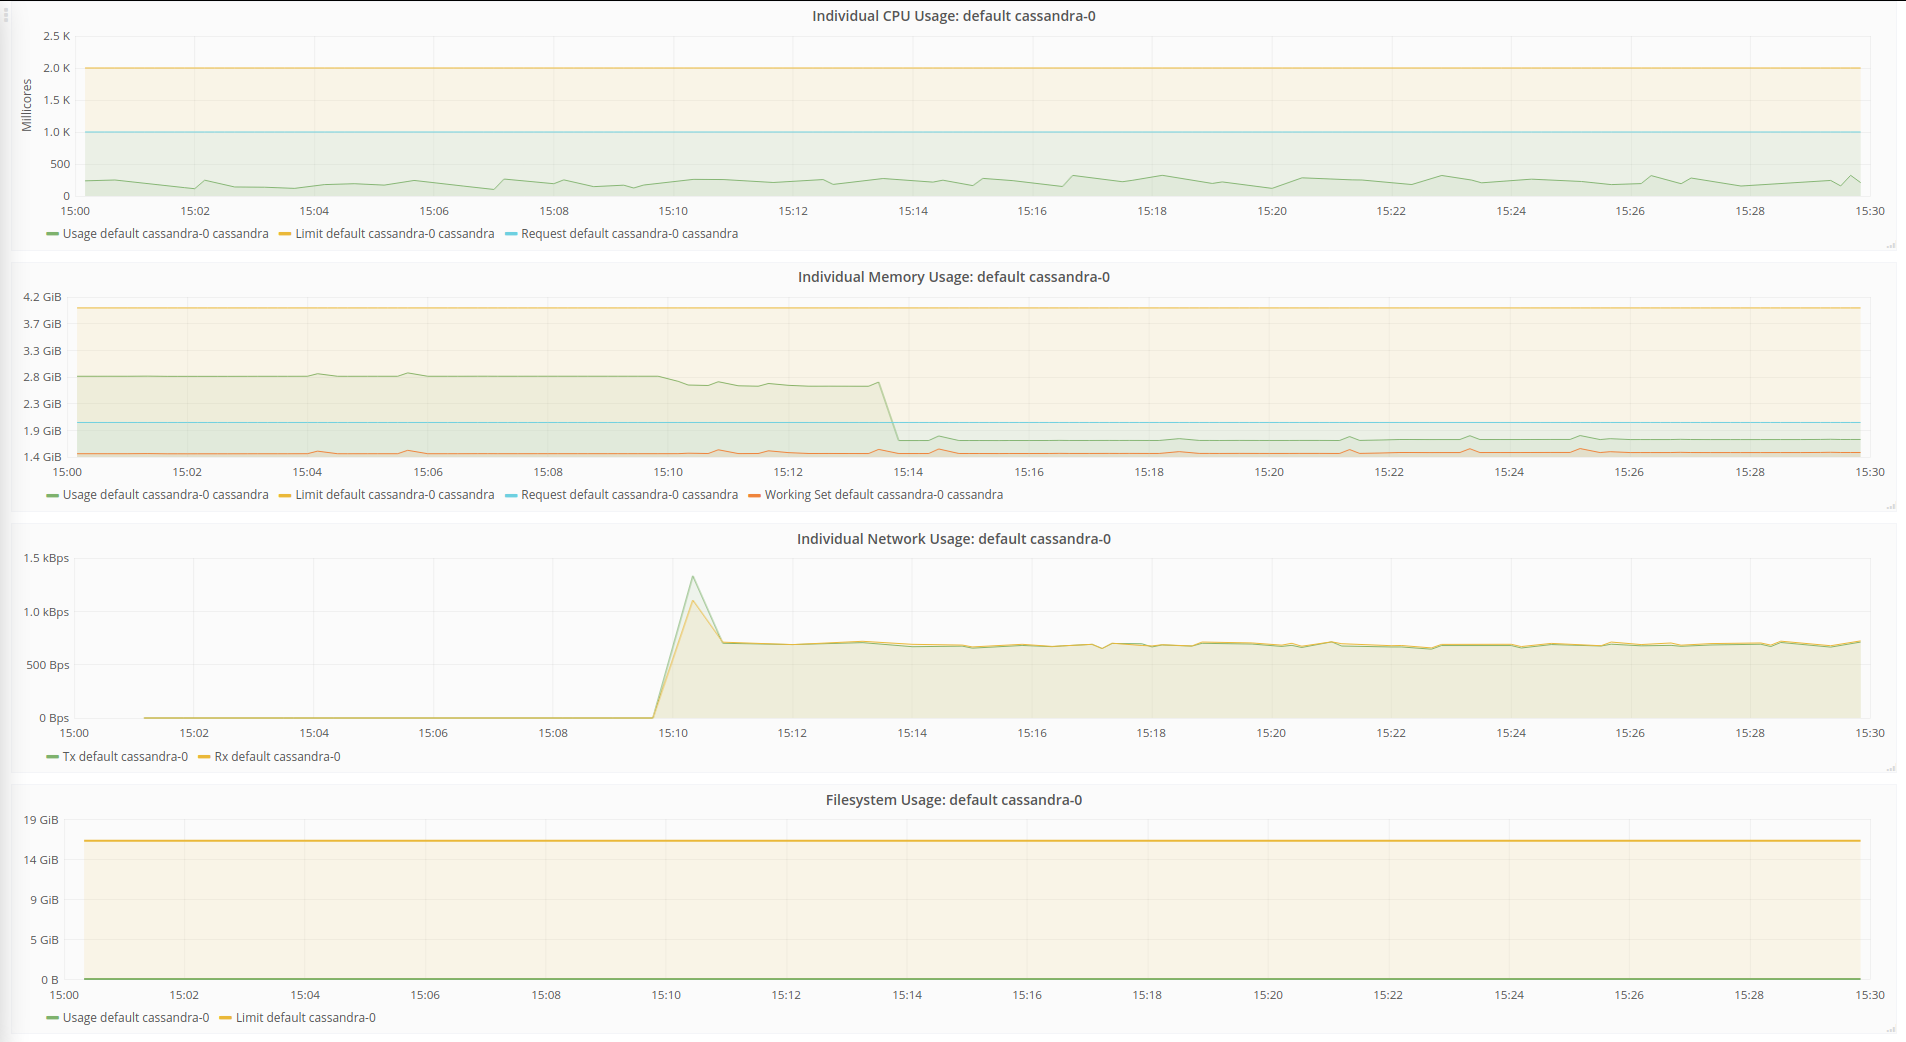 Individual CPU Usage: default cassandra-0
Millicores
2.5 K
2.0 K
1.5 K
1.0 K
500
0
15:00 15:02 15:04 15:06 15:08 15:10 15:12 15:14 15:16 15:18 15:20 15:22 15:24 15:26 15:28 15:30
Usage default cassandra-0 cassandra Limit default cassandra-0 cassandra Request default cassandra-0 cassandra
Individual Memory Usage: default cassandra-0
4.2 GiB
3.7 GiB
3.3 GiB
2.8 GiB
2.3 GiB
1.9 GiB
1.4 GiB
15:00 15:02 15:04 15:06 15:08 15:10 15:12 15:14 15:16 15:18 15:20 15:22 15:24 15:26 15:28 15:30
Usage default cassandra-0 cassandra Limit default cassandra-0 cassandra Request default cassandra-0 cassandra Working Set default cassandra-0 cassandra
Individual Network Usage: default cassandra-0
1.5 kBps
1.0 kBps
500 Bps
0 Bps
15:00 15:02 15:04 15:06 15:08 15:10 15:12 15:14 15:16 15:18 15:20 15:22 15:24 15:26 15:28 15:30
Tx default cassandra-0 Rx default cassandra-0
Filesystem Usage: default cassandra-0
19 GiB
14 GiB
9 GiB
5 GiB
0 B
15:00 15:02 15:04 15:06 15:08 15:10 15:12 15:14 15:16 15:18 15:20 15:22 15:24 15:26 15:28 15:30
Usage default cassandra-0 Limit default cassandra-0